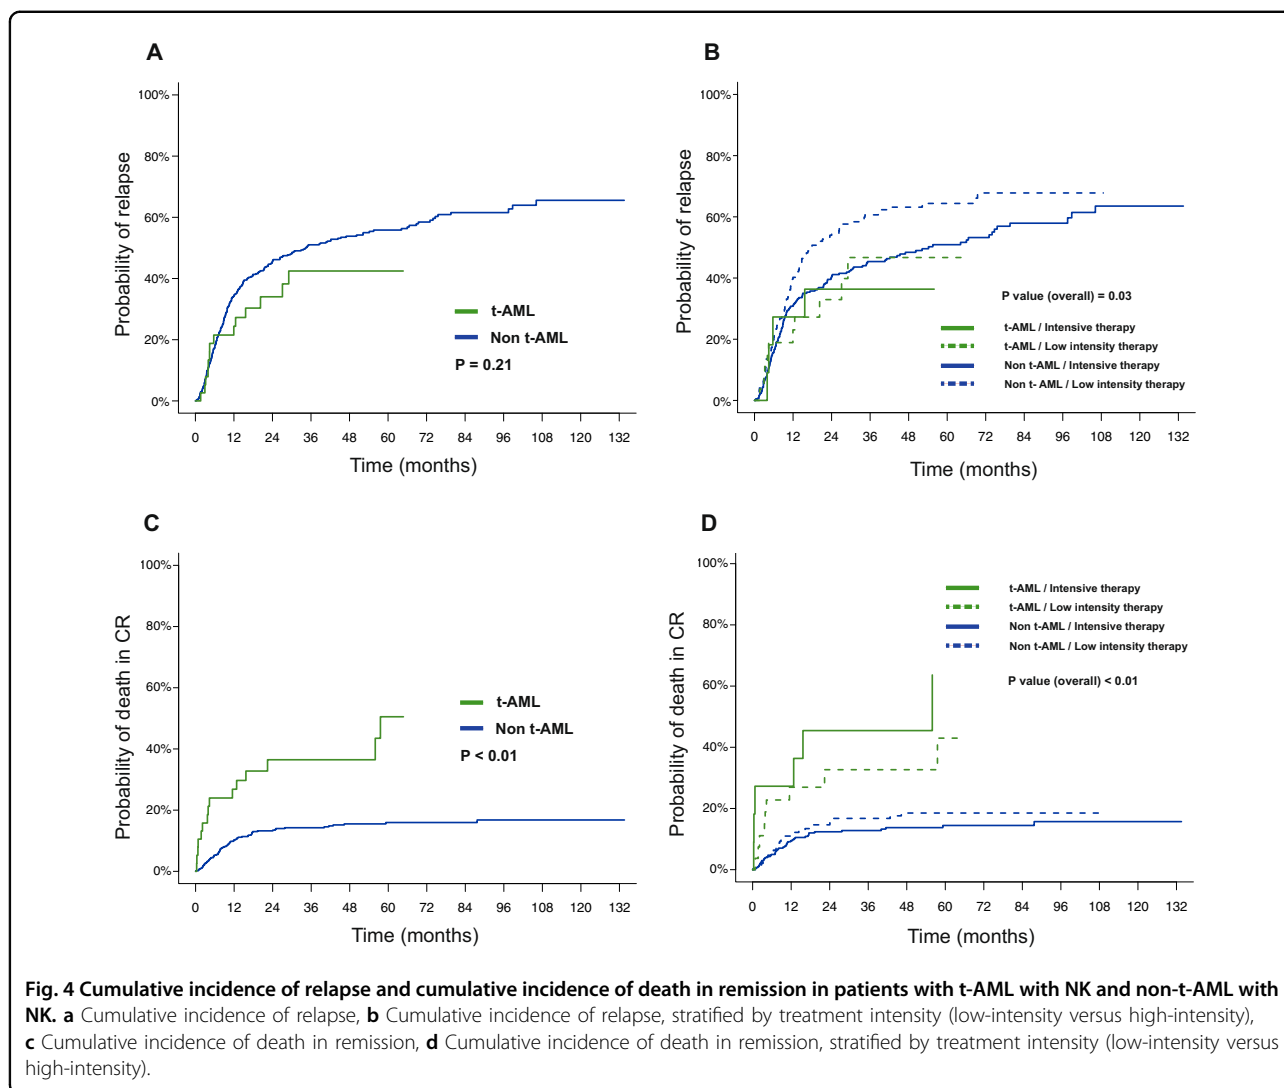 A
100%
80%
60%
40%
20%
0%
Probability of relapse
t-AML
Non t-AML
P = 0.21
0 12 24 36 48 60 72 84 96 108 120 132
Time (months)
B
100%
80%
60%
40%
20%
0%
Probability of relapse
P value (overall) = 0.03
t-AML / Intensive therapy
t-AML / Low intensity therapy
Non t-AML / Intensive therapy
Non t- AML / Low intensity therapy
0 12 24 36 48 60 72 84 96 108 120 132
Time (months)
C
100%
80%
60%
40%
20%
0%
Probability of death in CR
t-AML
Non t-AML
P < 0.01
0 12 24 36 48 60 72 84 96 108 120 132
Time (months)
D
100%
80%
60%
40%
20%
0%
Probability of death in CR
t-AML / Intensive therapy
t-AML / Low intensity therapy
Non t-AML / Intensive therapy
Non t-AML / Low intensity therapy
P value (overall) < 0.01
0 12 24 36 48 60 72 84 96 108 120 132
Time (months)
Fig. 4 Cumulative incidence of relapse and cumulative incidence of death in remission in patients with t-AML with NK and non-t-AML with
NK. a Cumulative incidence of relapse, b Cumulative incidence of relapse, stratified by treatment intensity (low-intensity versus high-intensity),
c Cumulative incidence of death in remission, d Cumulative incidence of death in remission, stratified by treatment intensity (low-intensity versus
high-intensity).